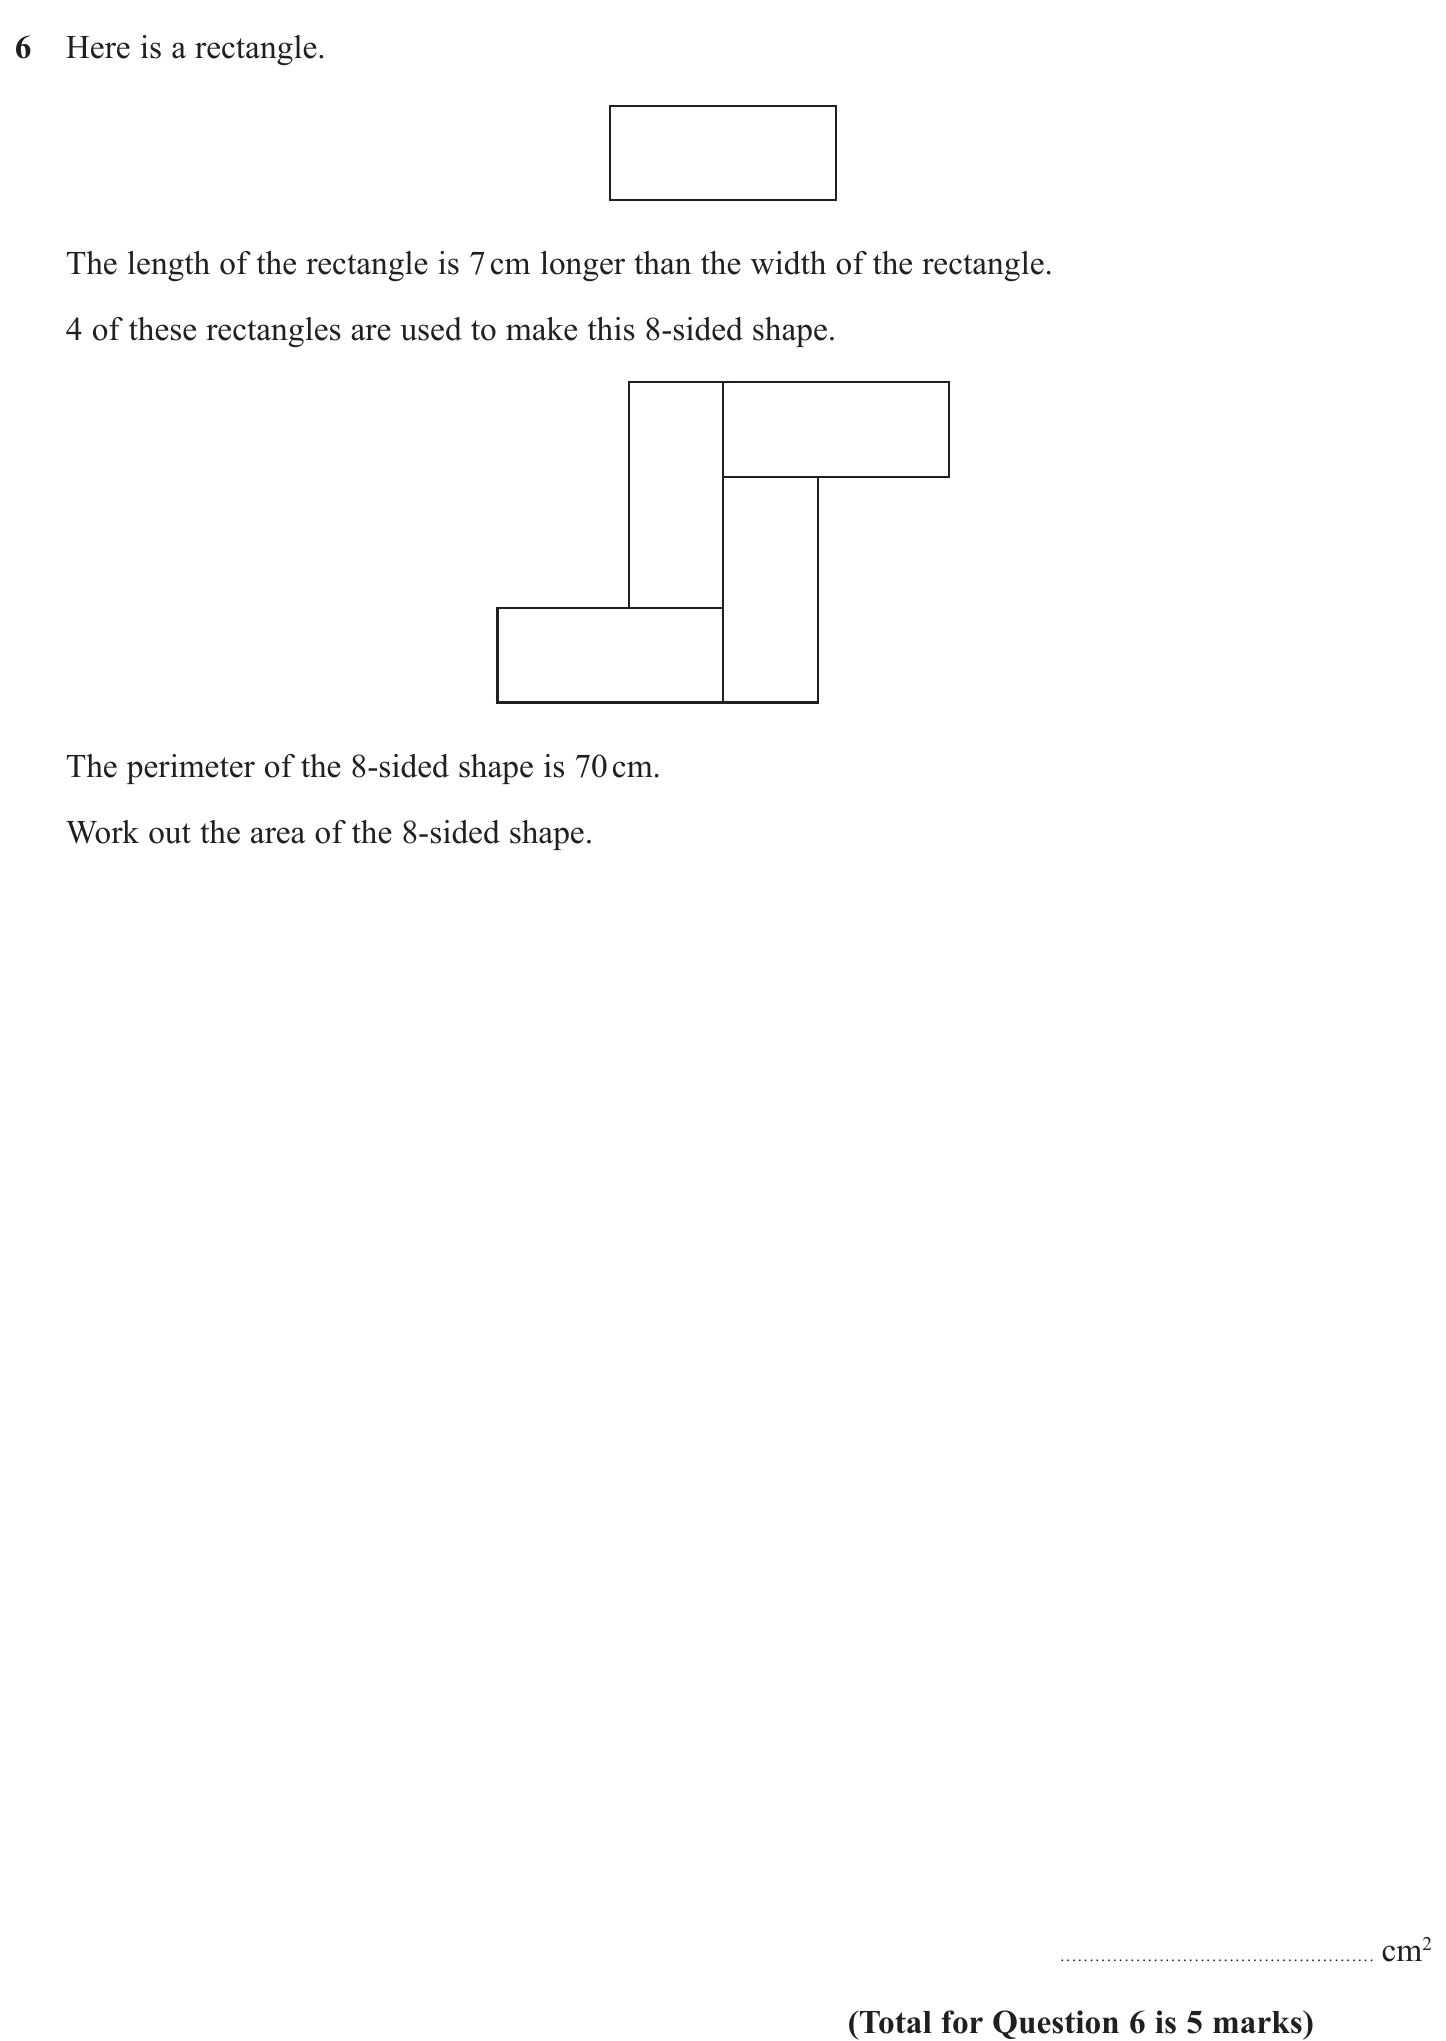 6 Here is a rectangle.
The length of the rectangle is 7 cm longer than the width of the rectangle.
4 of these rectangles are used to make this 8-sided shape.
The perimeter of the 8-sided shape is 70 cm.
Work out the area of the 8-sided shape.
...................................................... cm²
(Total for Question 6 is 5 marks)